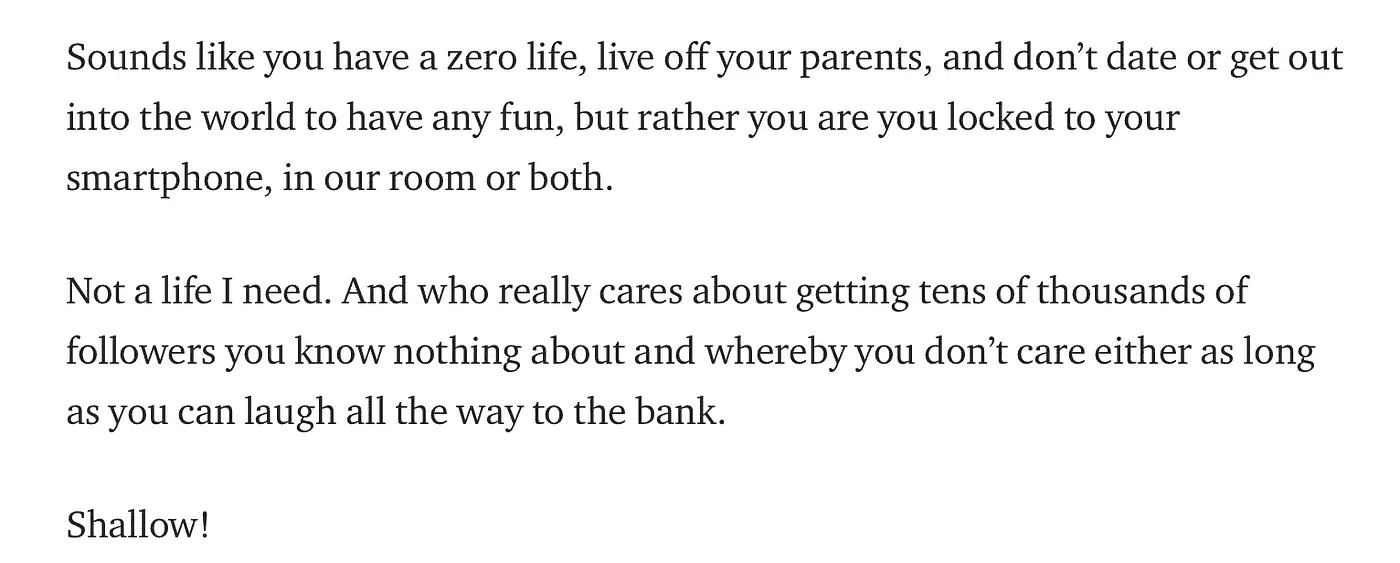 Sounds like you have a zero life, live off your parents, and don’t date or get out
into the world to have any fun, but rather you are you locked to your
smartphone, in our room or both.
Not a life I need. And who really cares about getting tens of thousands of
followers you know nothing about and whereby you don’t care either as long
as you can laugh all the way to the bank.
Shallow!